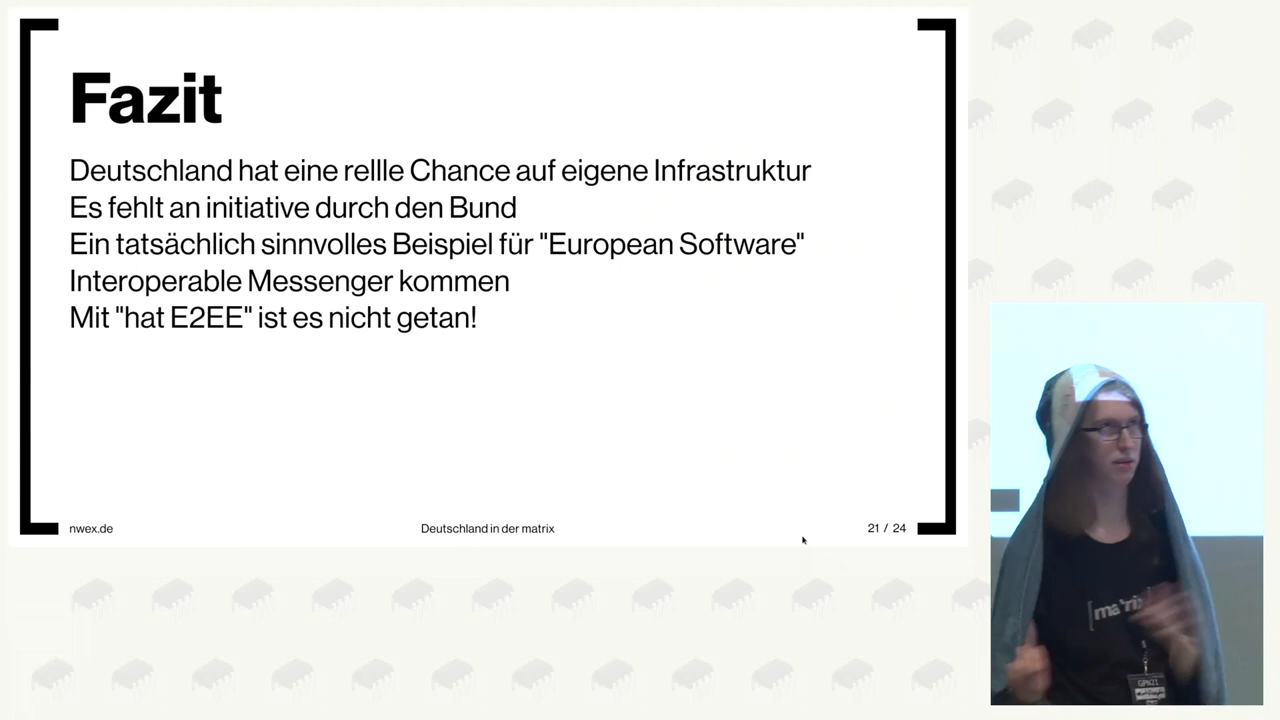 Fazit
Deutschland hat eine rellle Chance auf eigene Infrastruktur
Es fehlt an initiative durch den Bund
Ein tatsächlich sinnvolles Beispiel für "European Software"
Interoperable Messenger kommen
Mit "hat E2EE" ist es nicht getan!
nwex.de
Deutschland in der matrix
21 / 24
[matrix]
GPN21